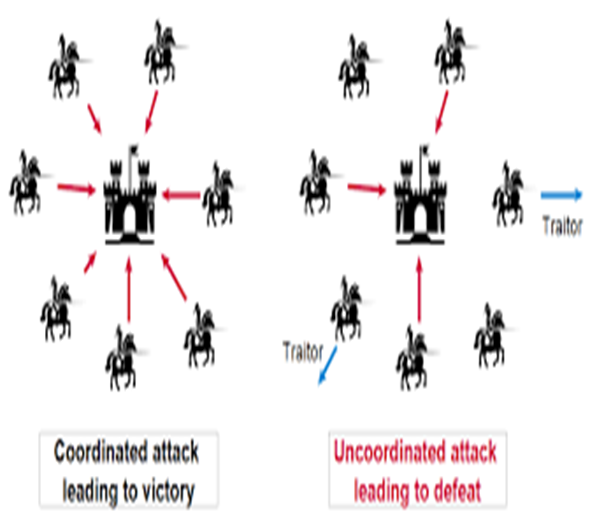 Traitor
Traitor
Coordinated attack
leading to victory
Uncoordinated attack
leading to defeat